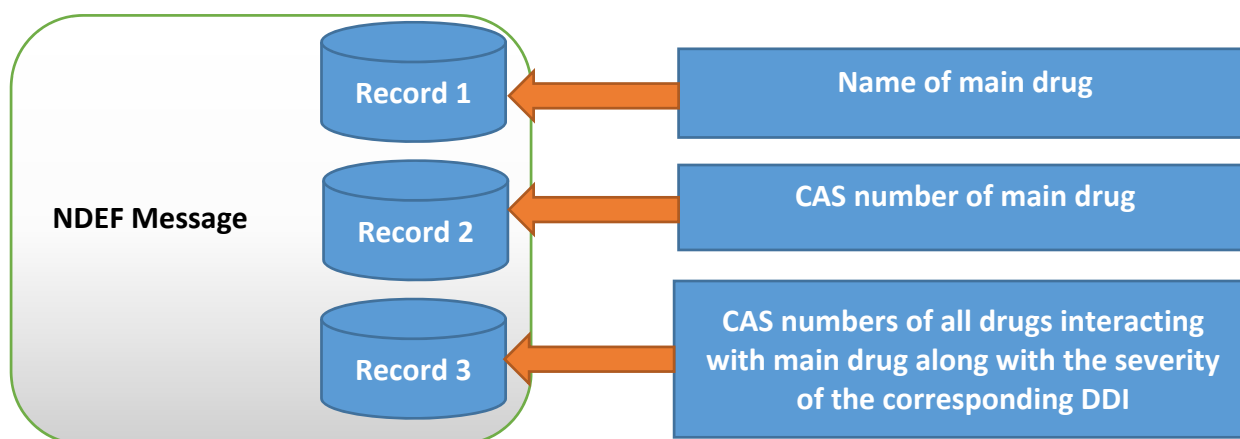 Record 1
Name of main drug
NDEF Message
Record 2
CAS number of main drug
Record 3
CAS numbers of all drugs interacting
with main drug along with the severity
of the corresponding DDI